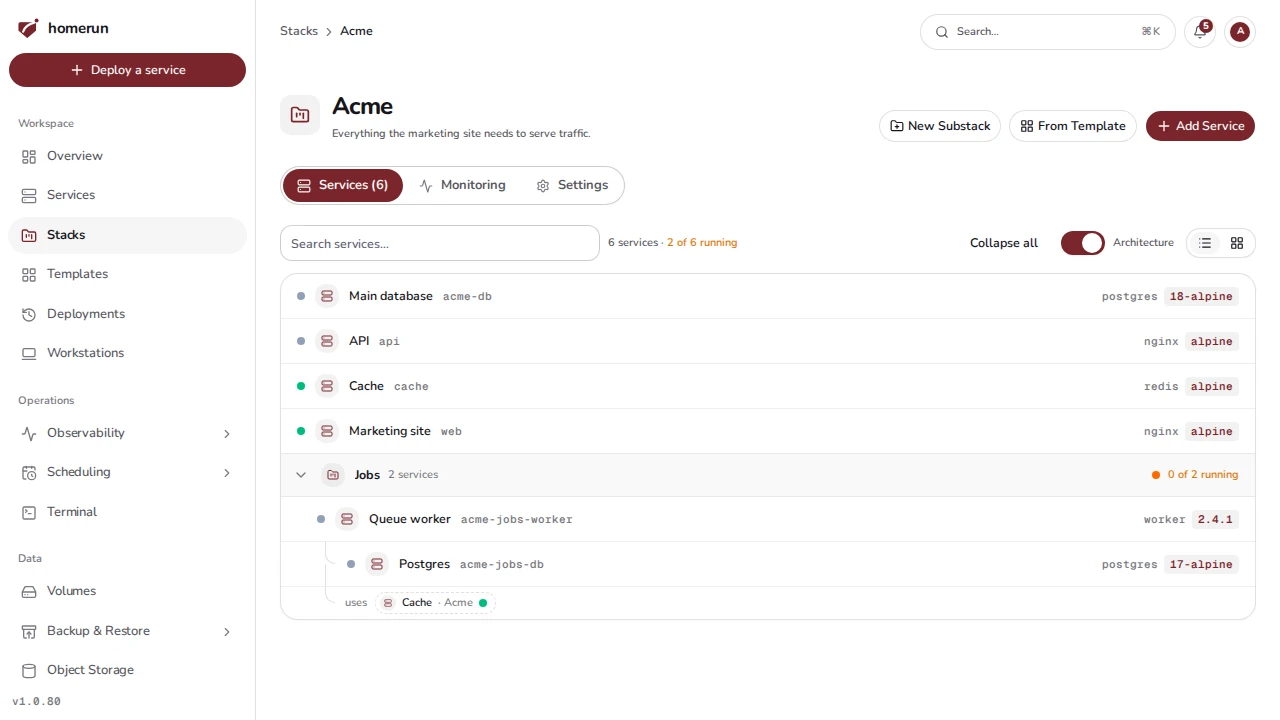 homerun
Deploy a service
Workspace
Overview
Services
Stacks
Templates
Deployments
Workstations
Operations
Observability
Scheduling
Terminal
Data
Volumes
Backup & Restore
Object Storage
v1.0.80
Stacks > Acme
Search... ⌘K
5
A
Acme
Everything the marketing site needs to serve traffic.
New Substack
From Template
Add Service
Services (6)
Monitoring
Settings
Search services...
6 services · 2 of 6 running
Collapse all
Architecture
Main database acme-db postgres 18-alpine
API api nginx alpine
Cache cache redis alpine
Marketing site web nginx alpine
Jobs 2 services 0 of 2 running
Queue worker acme-jobs-worker worker 2.4.1
Postgres acme-jobs-db postgres 17-alpine
uses Cache · Acme